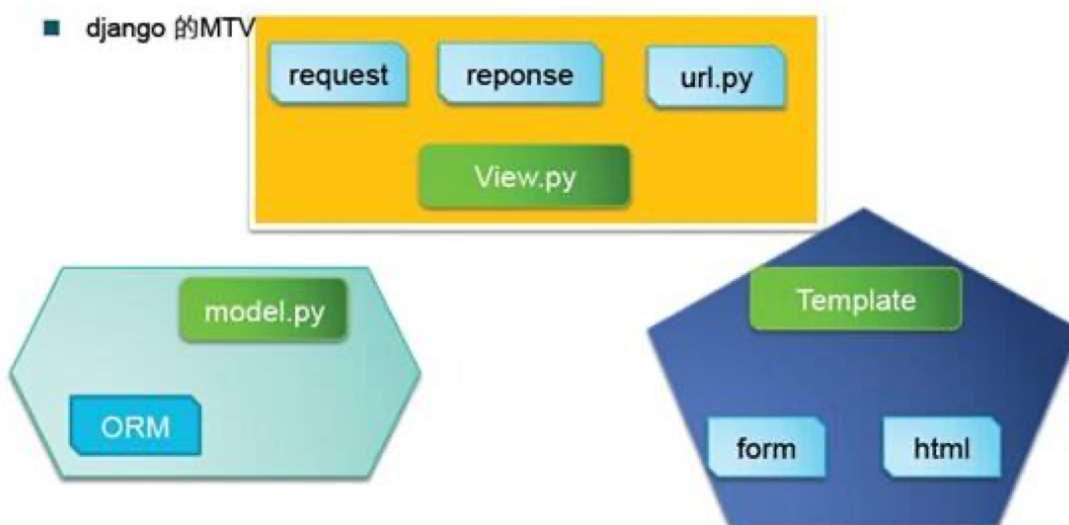 django 的MTV
request
reponse
url.py
View.py
model.py
Template
ORM
form
html